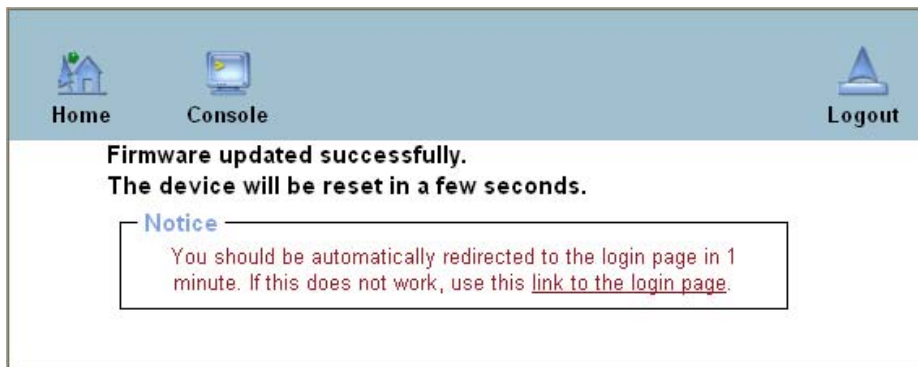 Home
Console
Logout
Firmware updated successfully.
The device will be reset in a few seconds.
Notice
You should be automatically redirected to the login page in 1
minute. If this does not work, use this link to the login page.